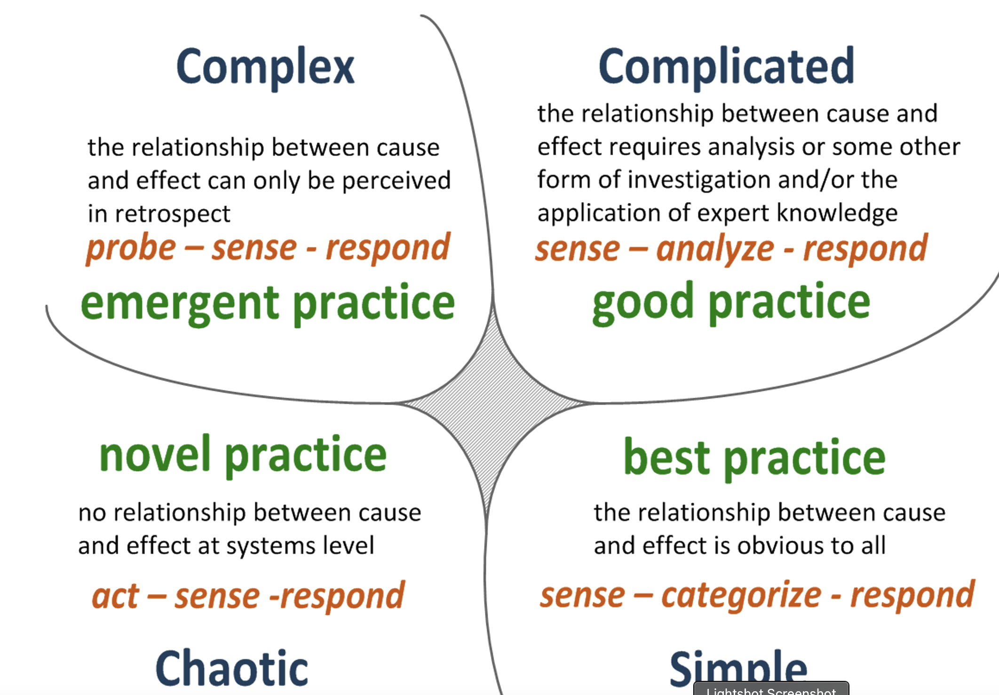 Complex
the relationship between cause
and effect can only be perceived
in retrospect
probe – sense - respond
emergent practice
Complicated
the relationship between cause and
effect requires analysis or some other
form of investigation and/or the
application of expert knowledge
sense – analyze - respond
good practice
novel practice
no relationship between cause
and effect at systems level
act – sense -respond
Chaotic
best practice
the relationship between cause
and effect is obvious to all
sense – categorize - respond
Simple
Lightshot Screenshot